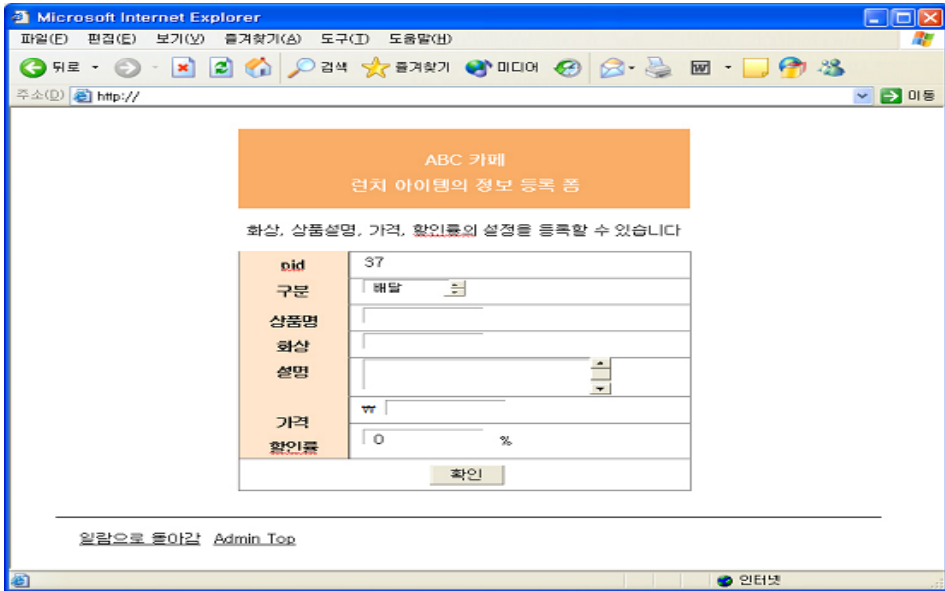 Microsoft Internet Explorer
파일(F) 편집(E) 보기(V) 즐겨찾기(A) 도구(T) 도움말(H)
뒤로 검색 즐겨찾기 미디어
주소(D) http:// 이동
ABC 카페
런치 아이템의 정보 등록 폼
화상, 상품설명, 가격, 할인률의 설정을 등록할 수 있습니다
pid 37
구분 배달
상품명
화상
설명
가격 ₩
할인률 0 %
확인
일람으로 돌아감 Admin Top
인터넷